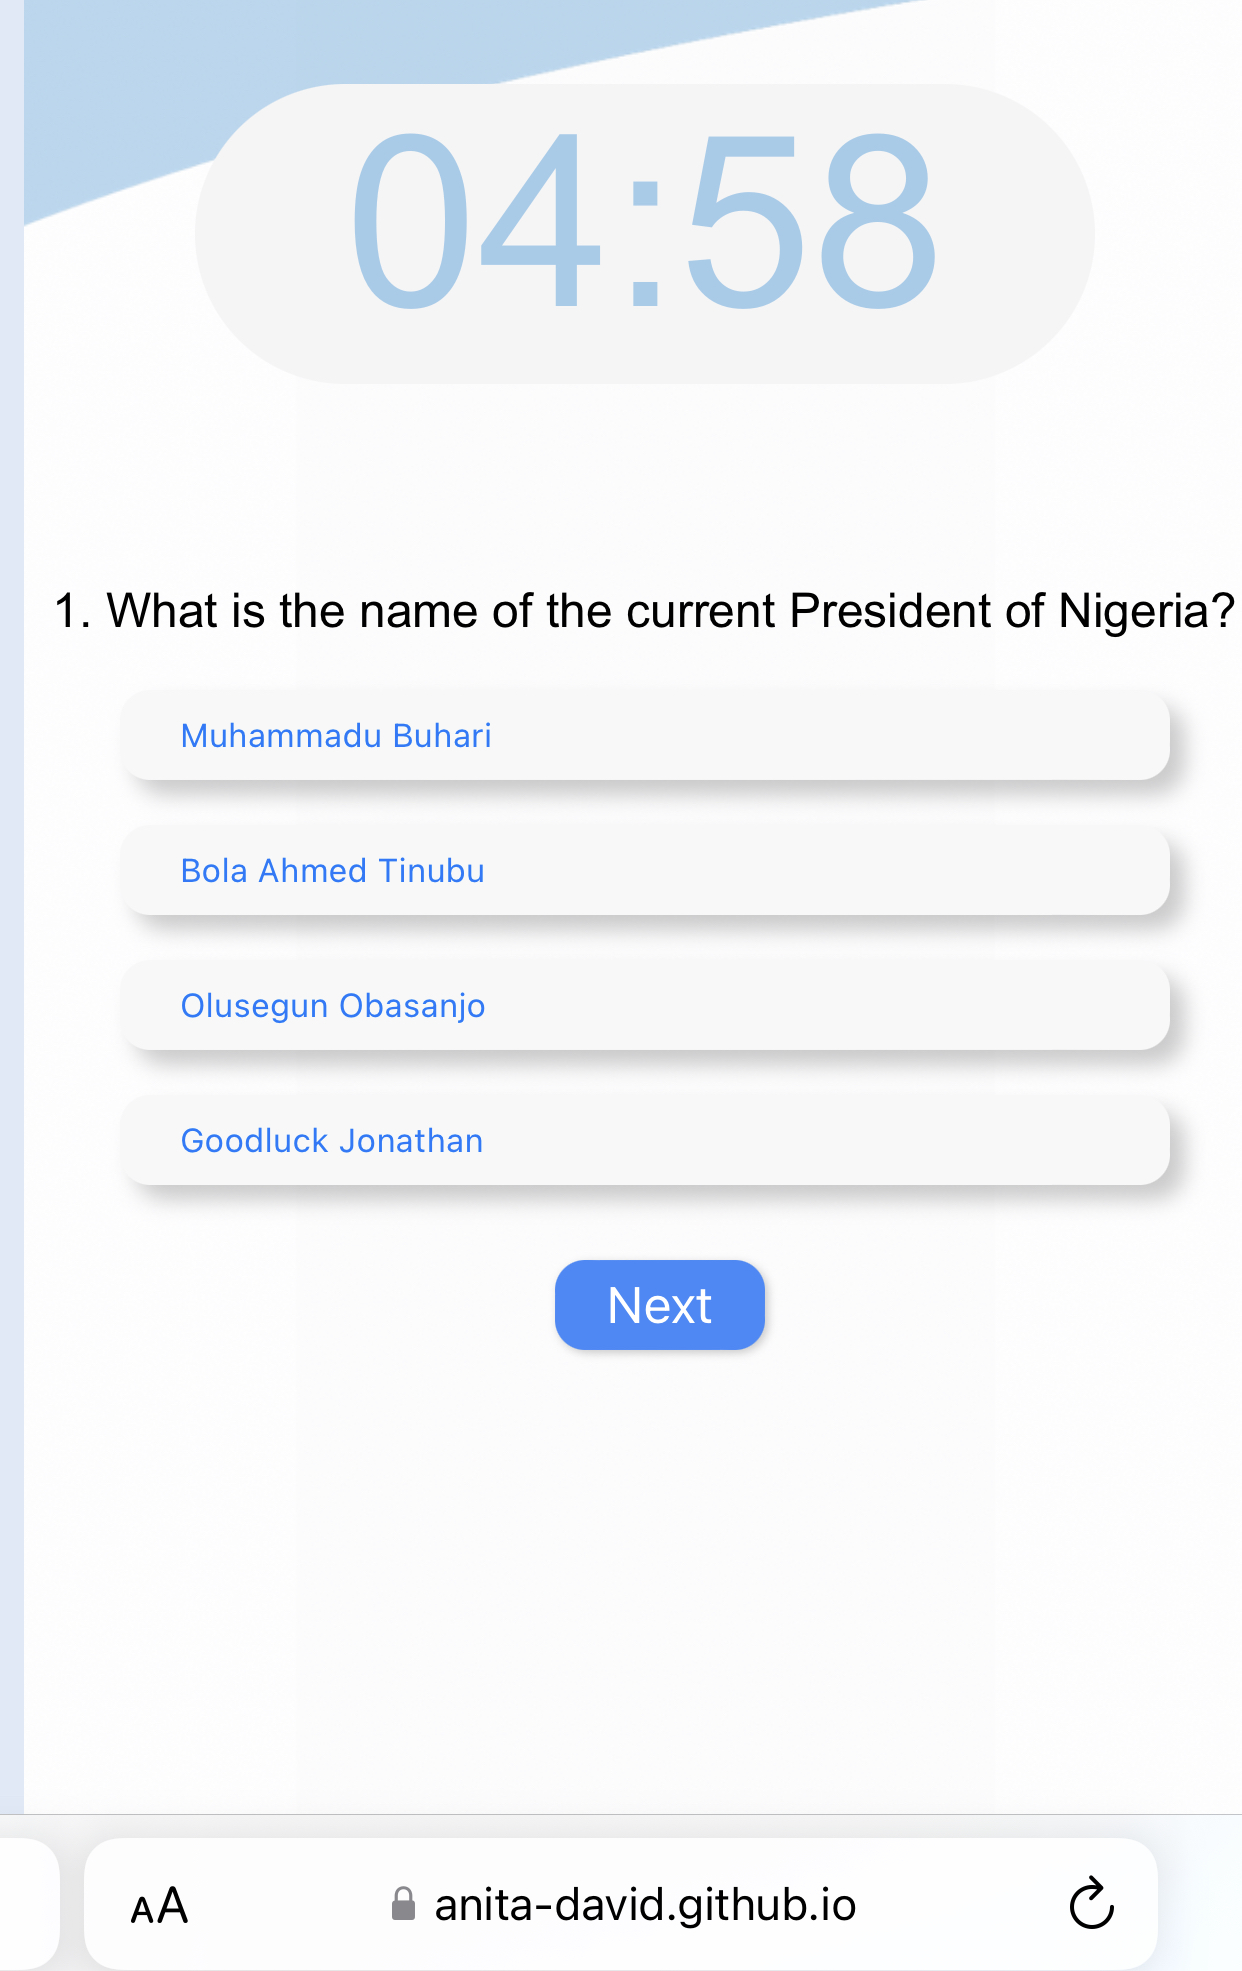 04:58
1. What is the name of the current President of Nigeria?
Muhammadu Buhari
Bola Ahmed Tinubu
Olusegun Obasanjo
Goodluck Jonathan
Next
AA anita-david.github.io